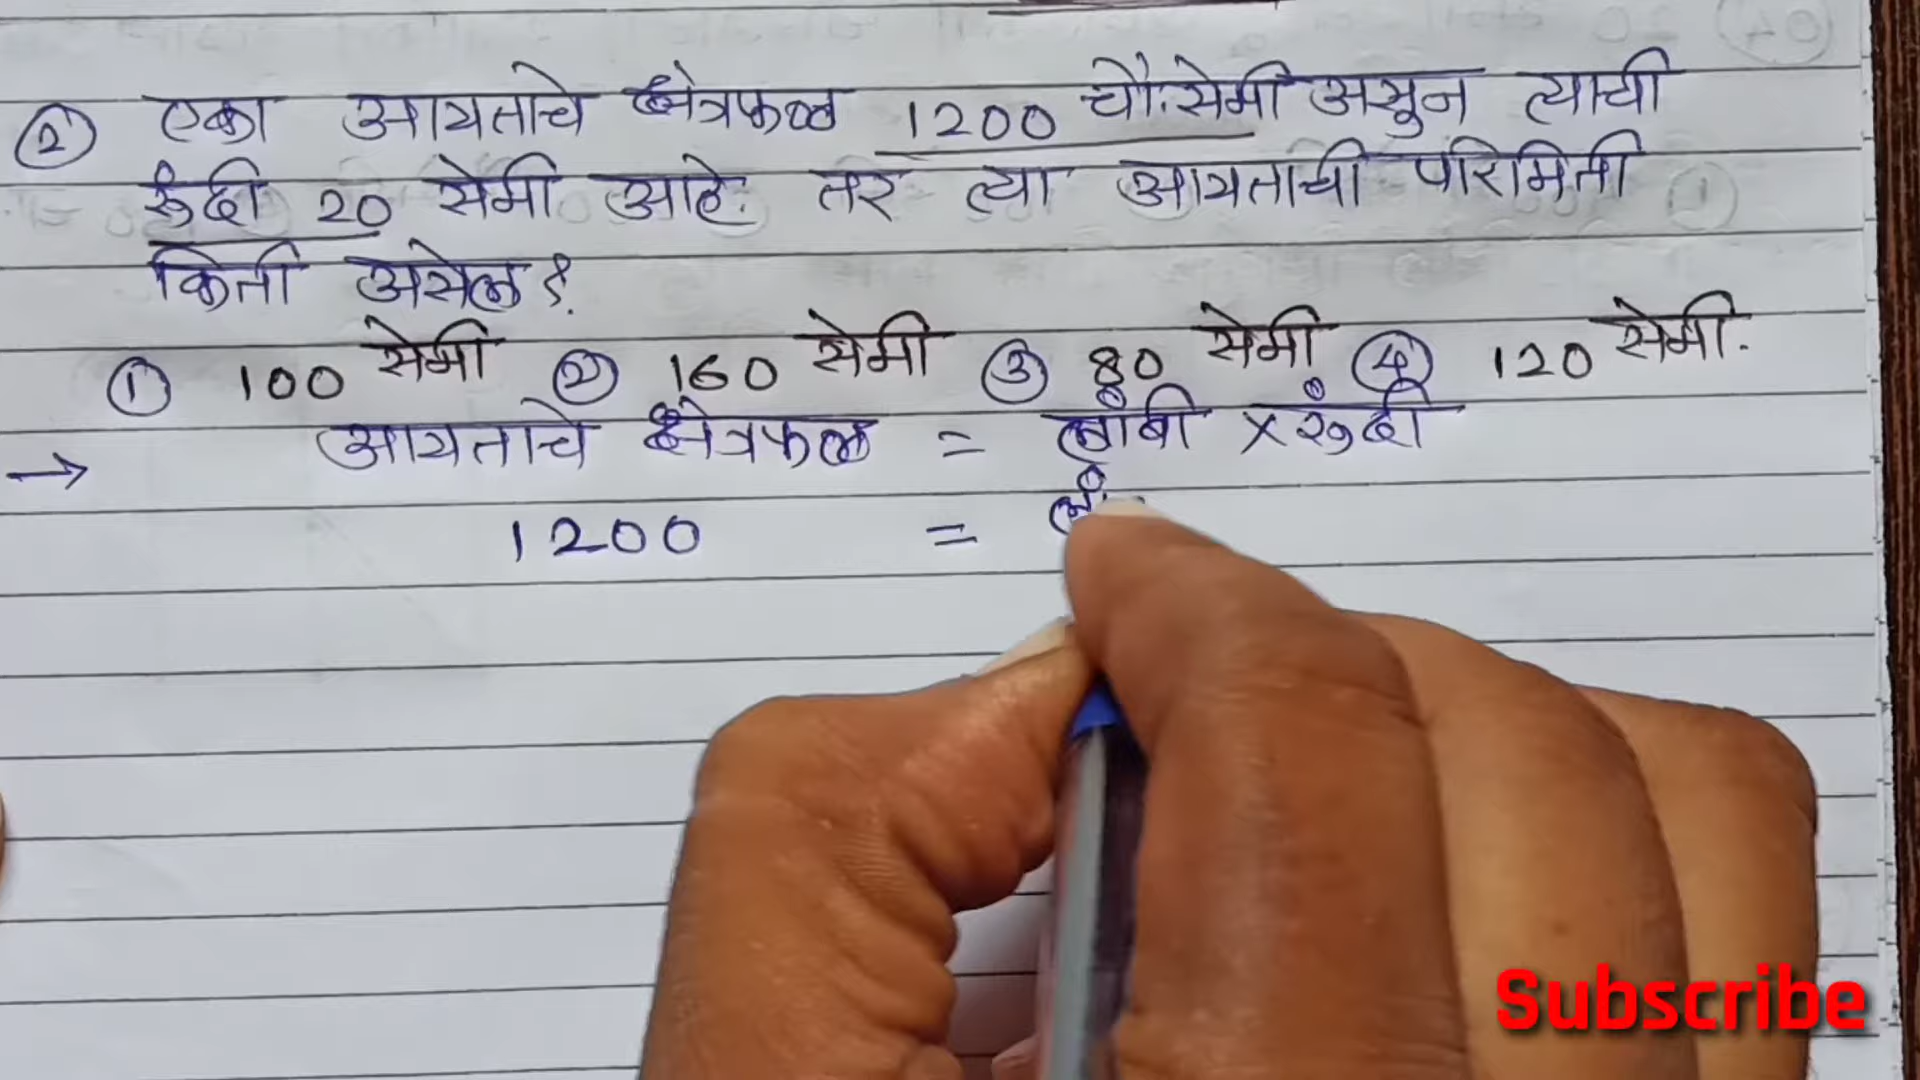 २ एका आयताचे क्षेत्रफळ 1200 चौ.सेमी असून त्याची
रुंदी 20 सेमी आहे. तर त्या आयताची परिमिती
किती असेल?
① 100 सेमी ② 160 सेमी ③ 80 सेमी ④ 120 सेमी.
→ आयताचे क्षेत्रफळ = लांबी × रुंदी
1200 =
Subscribe